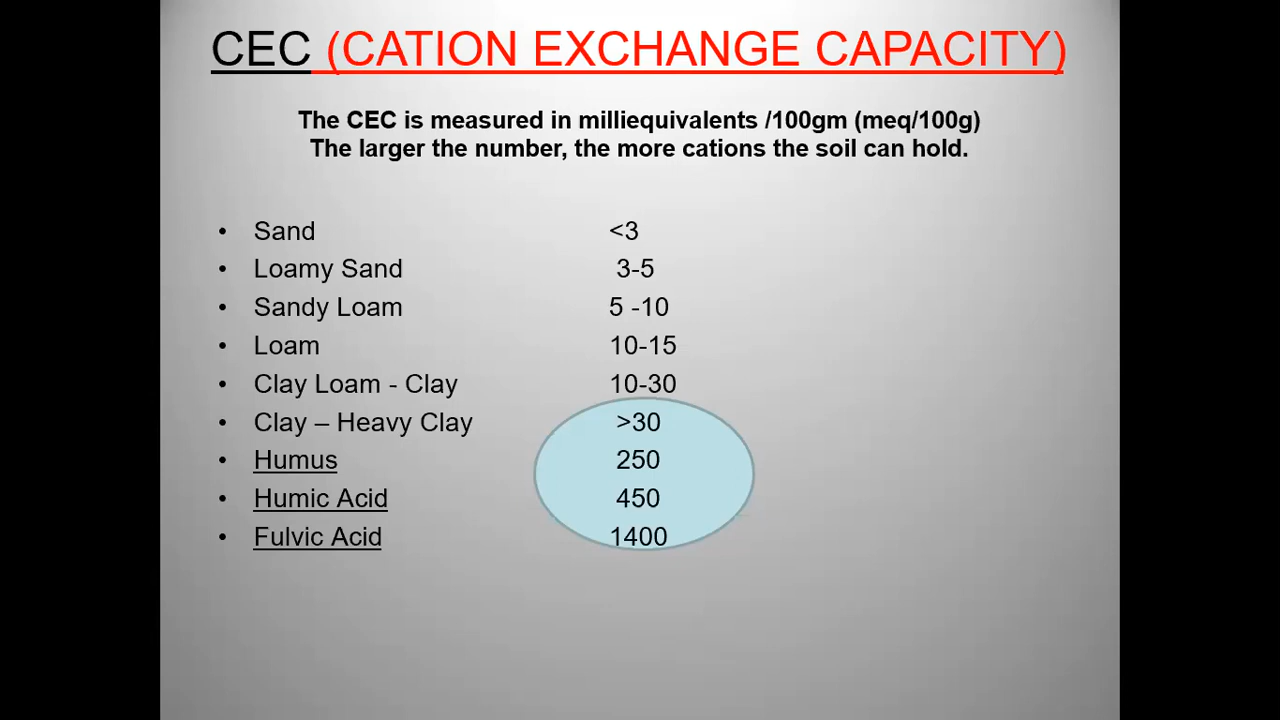 CEC (CATION EXCHANGE CAPACITY)
The CEC is measured in milliequivalents /100gm (meq/100g)
The larger the number, the more cations the soil can hold.
• Sand <3
• Loamy Sand 3-5
• Sandy Loam 5 -10
• Loam 10-15
• Clay Loam - Clay 10-30
• Clay – Heavy Clay >30
• Humus 250
• Humic Acid 450
• Fulvic Acid 1400